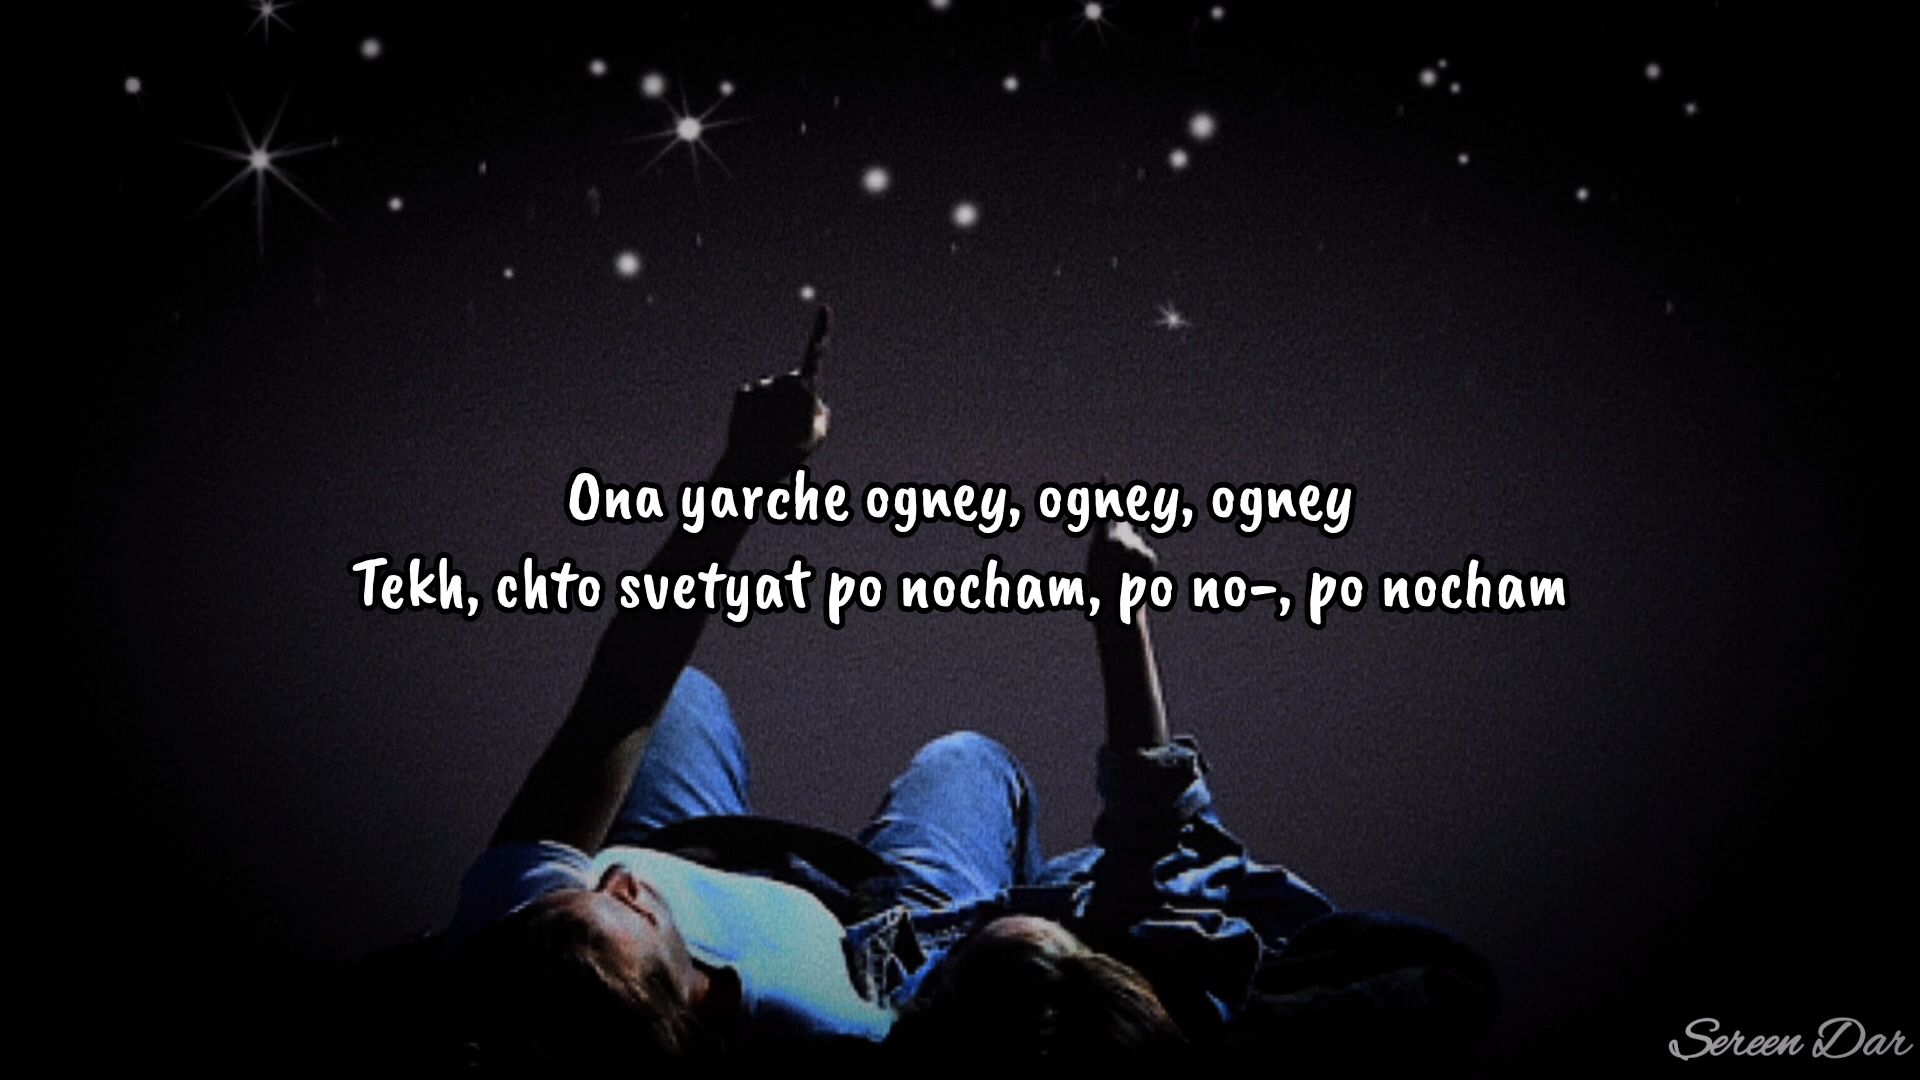 Ona yarche ogney, ogney, ogney
Tekh, chto svetyat po nocham, po no-, po nocham
Sereen Dar